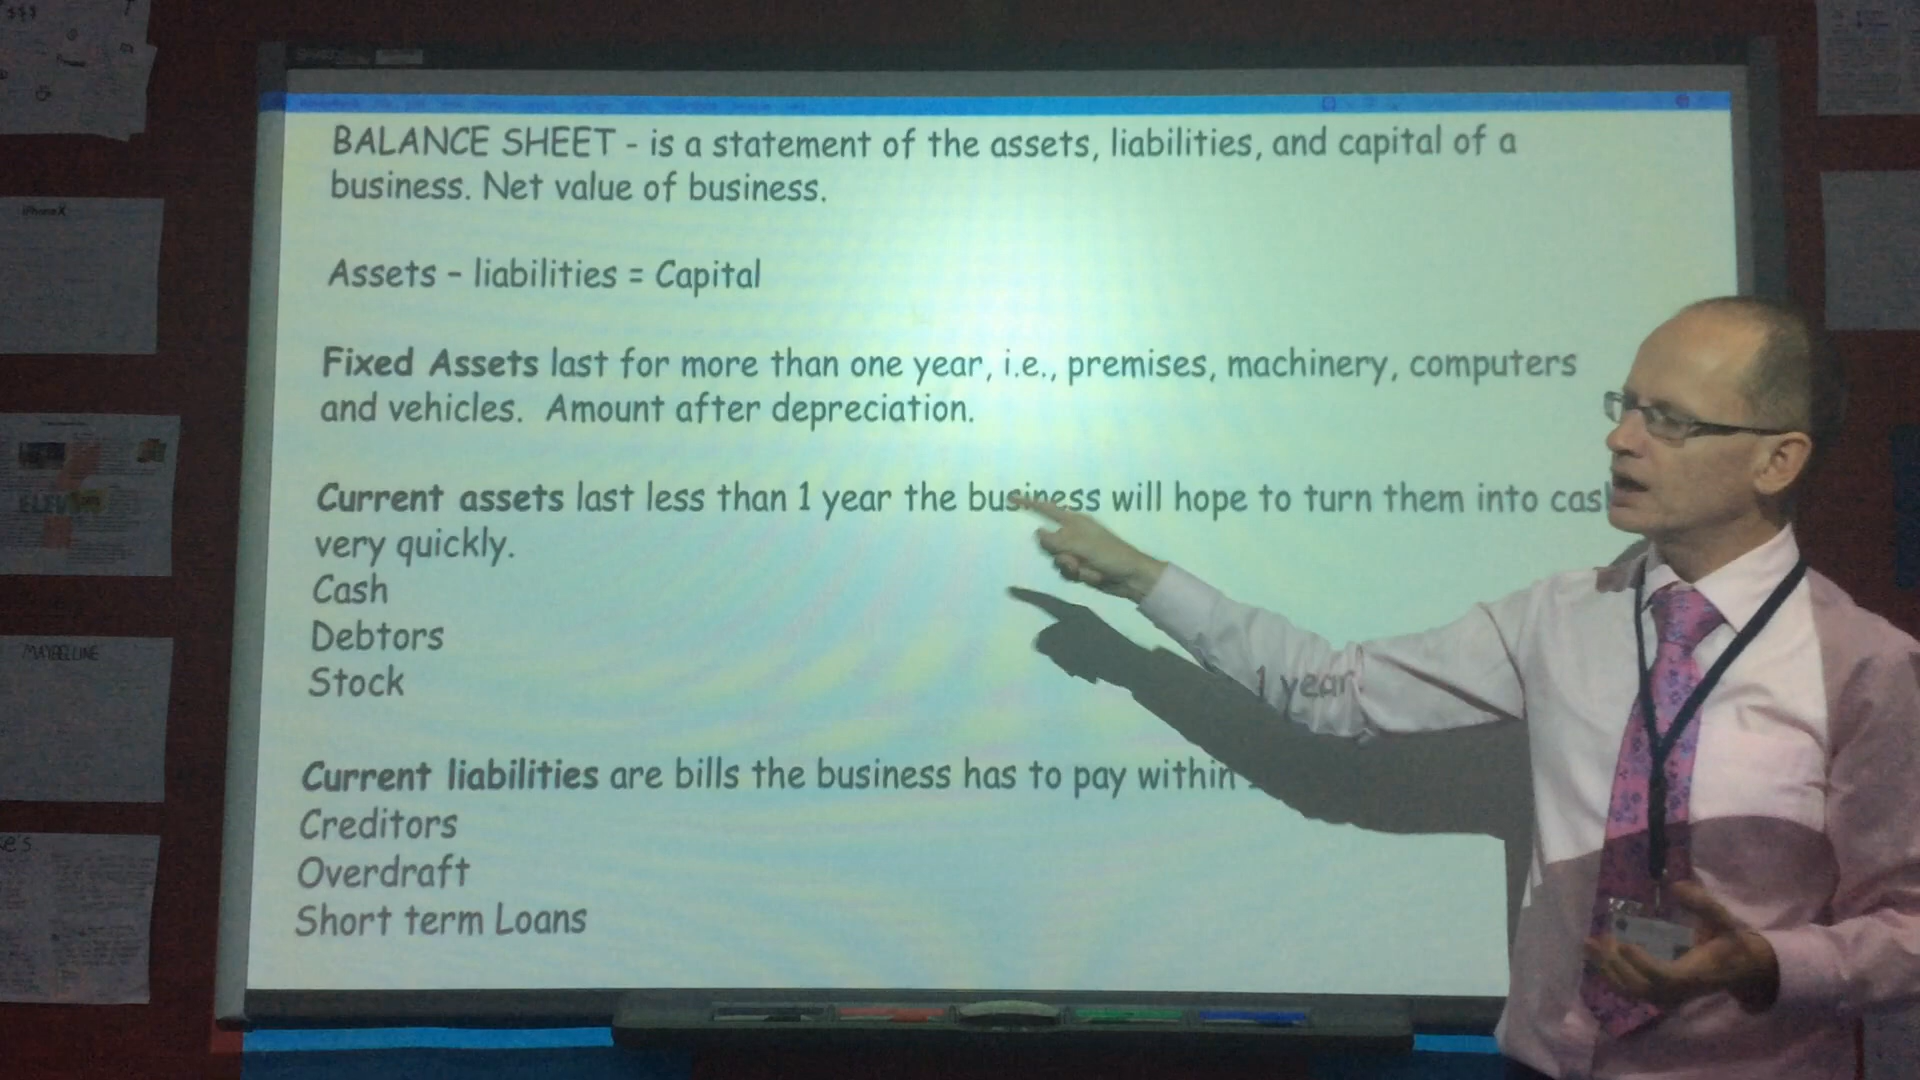 $$$
iPhone X
MAYBELLINE
BALANCE SHEET - is a statement of the assets, liabilities, and capital of a
business. Net value of business.
Assets - liabilities = Capital
Fixed Assets last for more than one year, i.e., premises, machinery, computers
and vehicles. Amount after depreciation.
Current assets last less than 1 year the business will hope to turn them into cas
very quickly.
Cash
Debtors
Stock
Current liabilities are bills the business has to pay within 1 year.
Creditors
Overdraft
Short term Loans